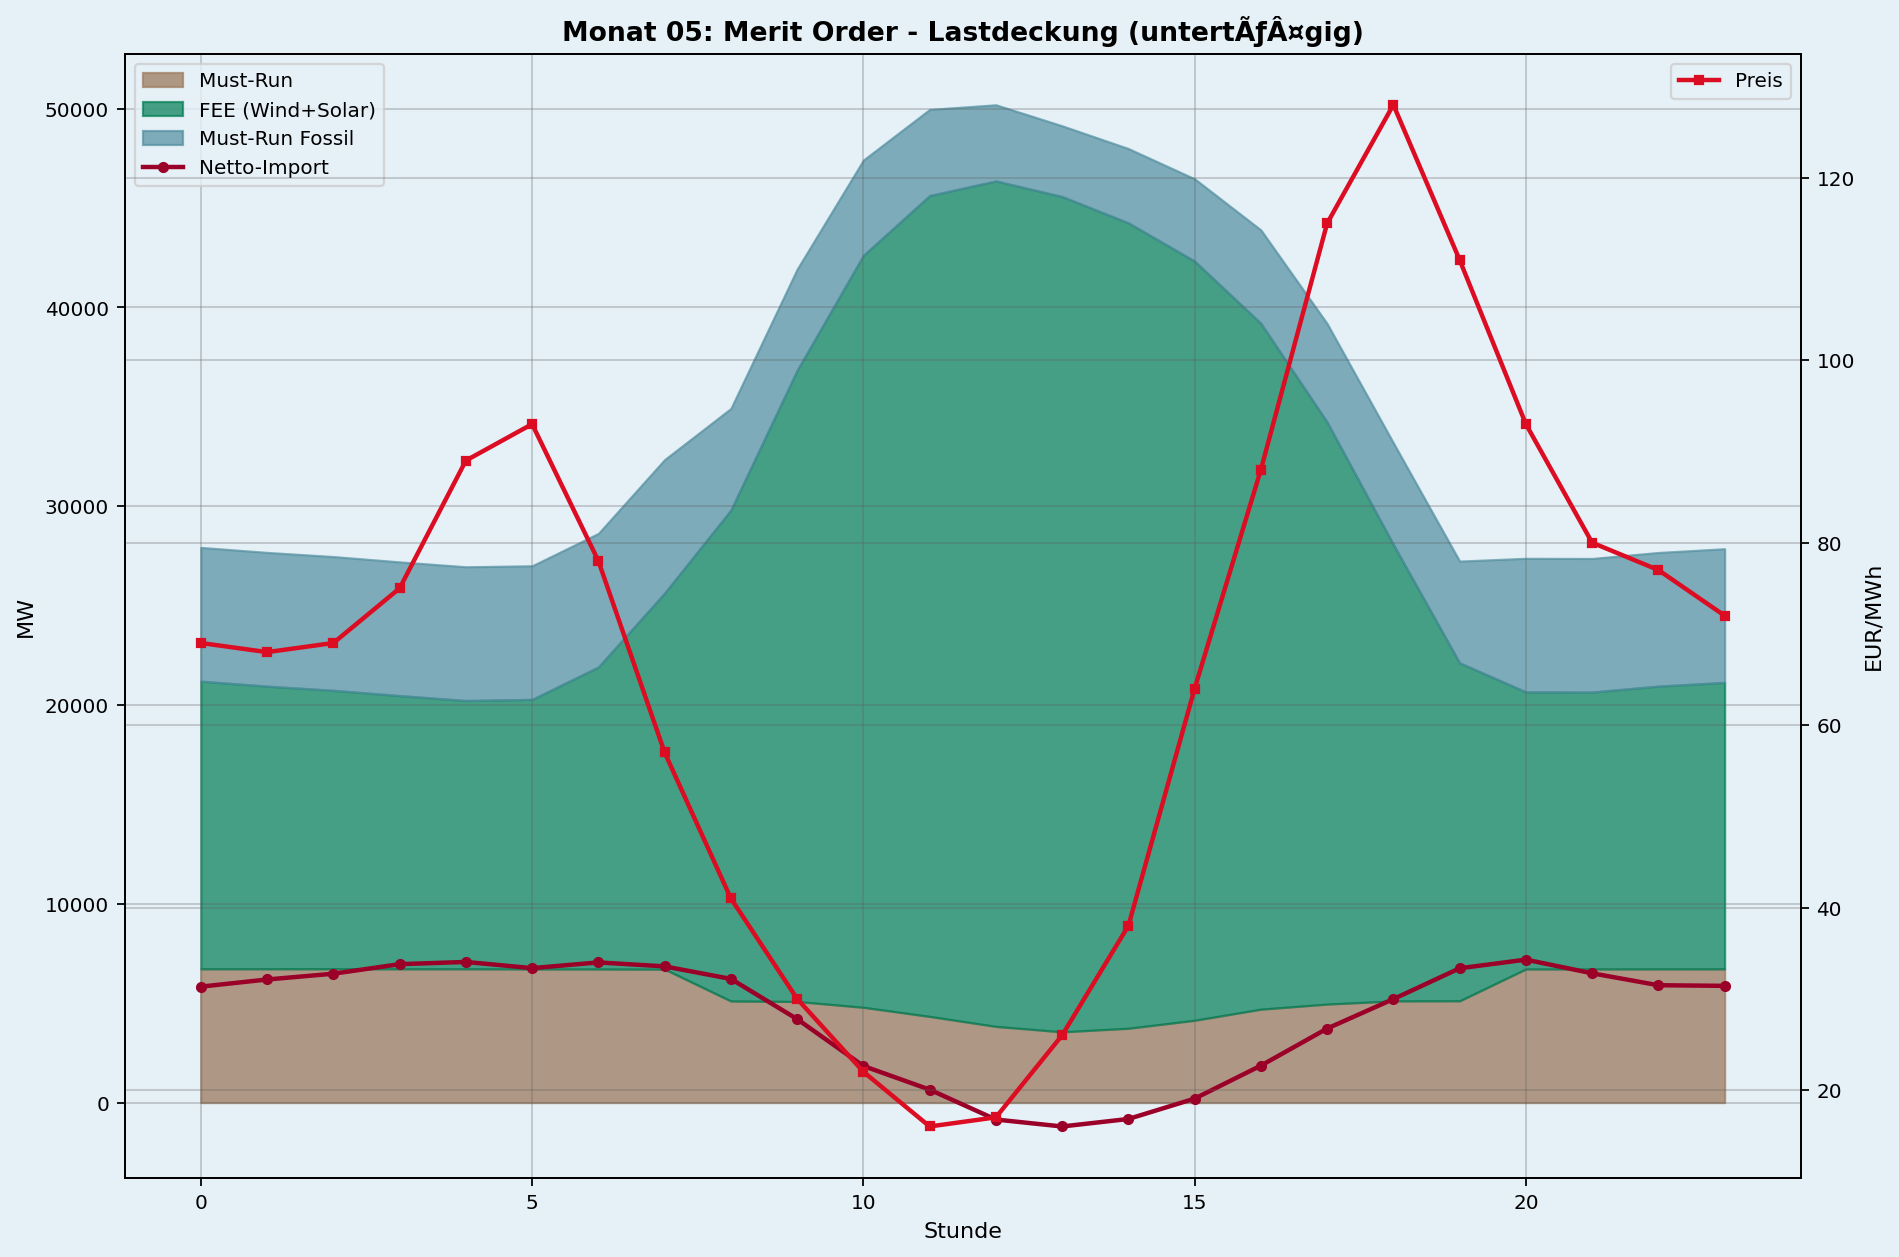 Monat 05: Merit Order - Lastdeckung (untertÃƒÂ¤gig)
Must-Run
FEE (Wind+Solar)
Must-Run Fossil
Netto-Import
Preis
50000
40000
30000
20000
10000
0
MW
120
100
80
60
40
20
EUR/MWh
0
5
10
15
20
Stunde